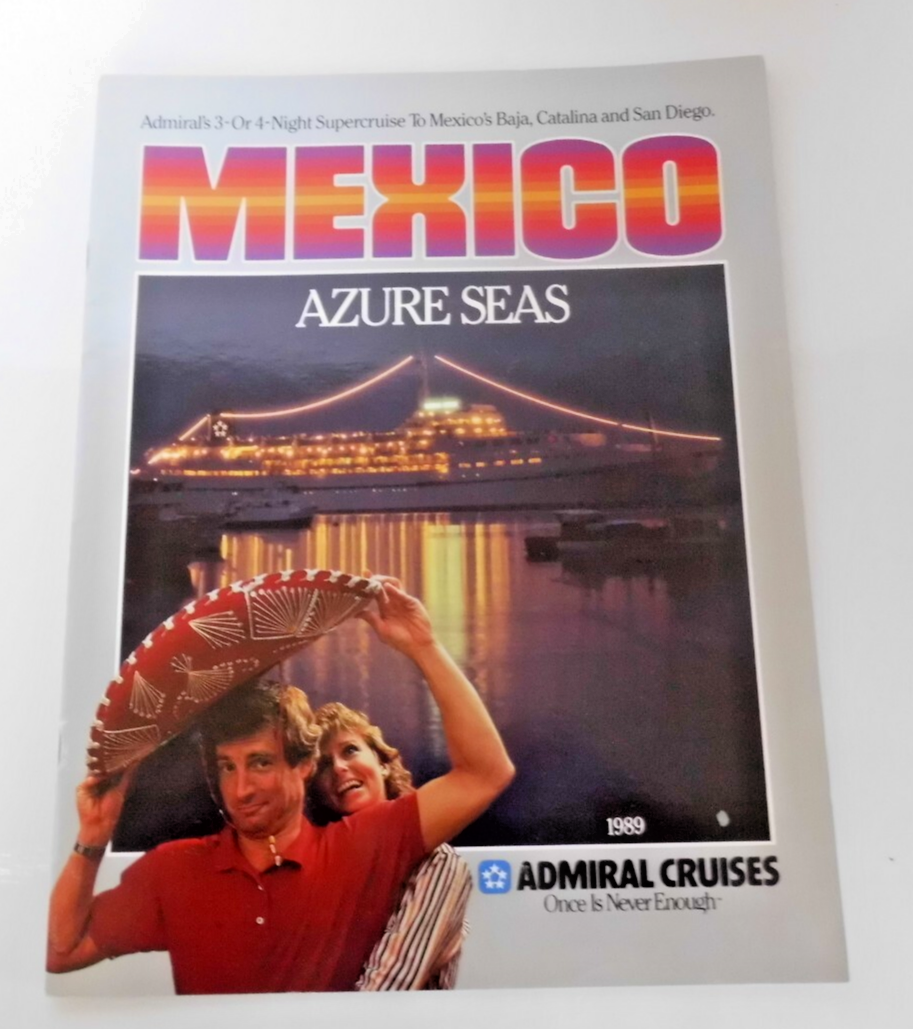 Admiral's 3-Or 4-Night Supercruise To Mexico's Baja, Catalina and San Diego.
MEXICO
AZURE SEAS
1989
ADMIRAL CRUISES
Once Is Never Enough